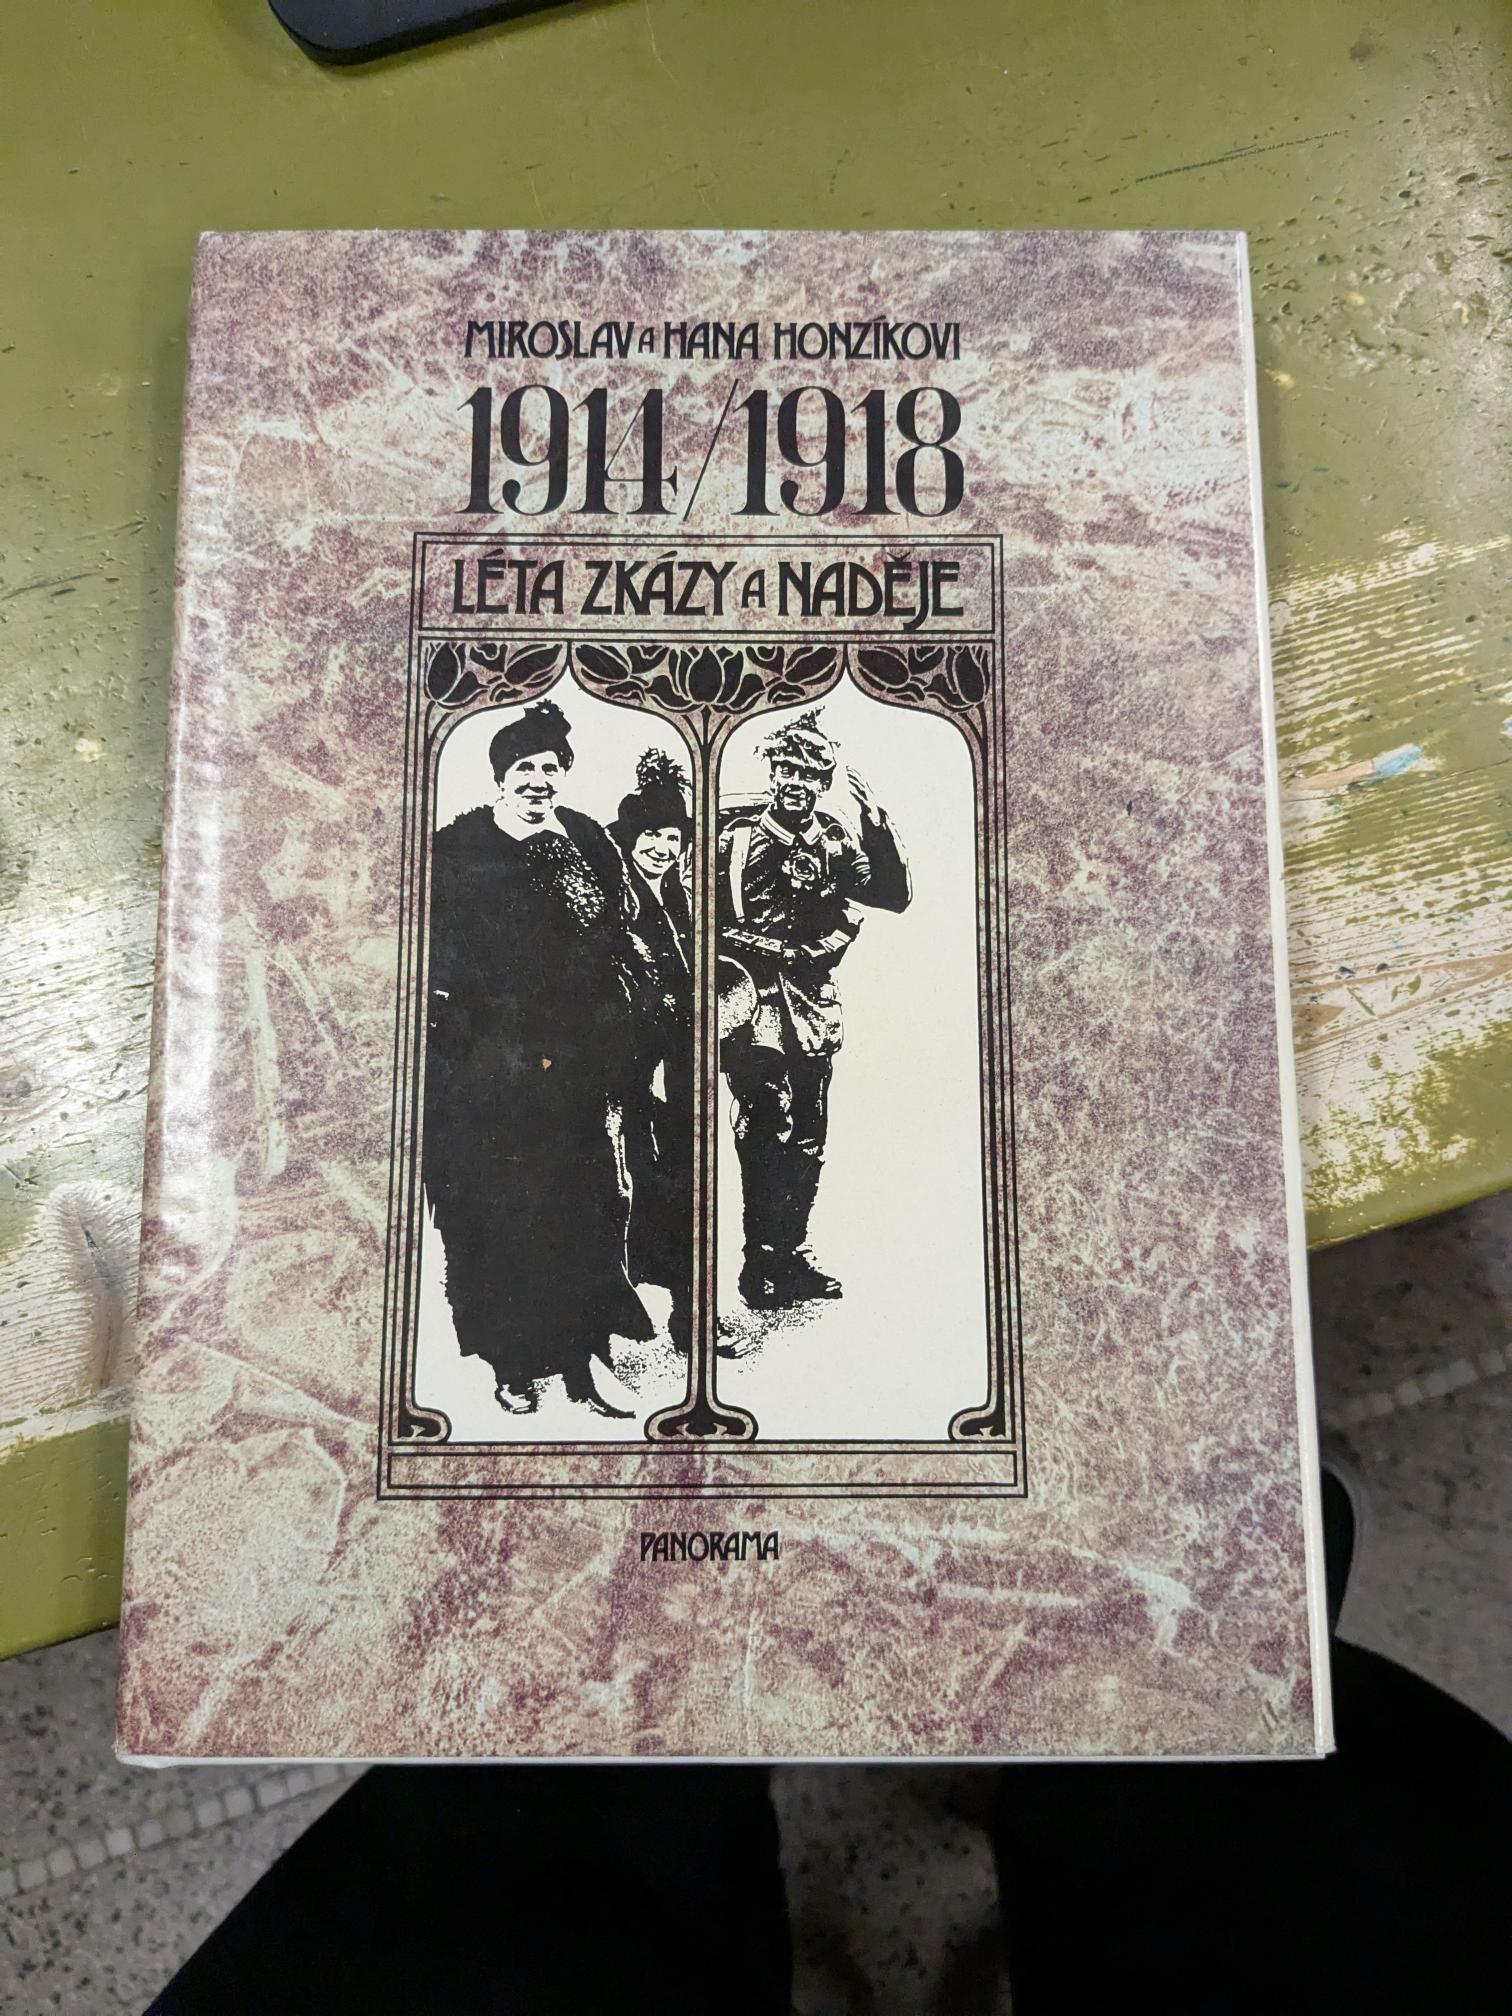 MIROSLAV A HANA HONZÍKOVI
1914/1918
LÉTA ZKÁZY A NADĚJE
PANORAMA